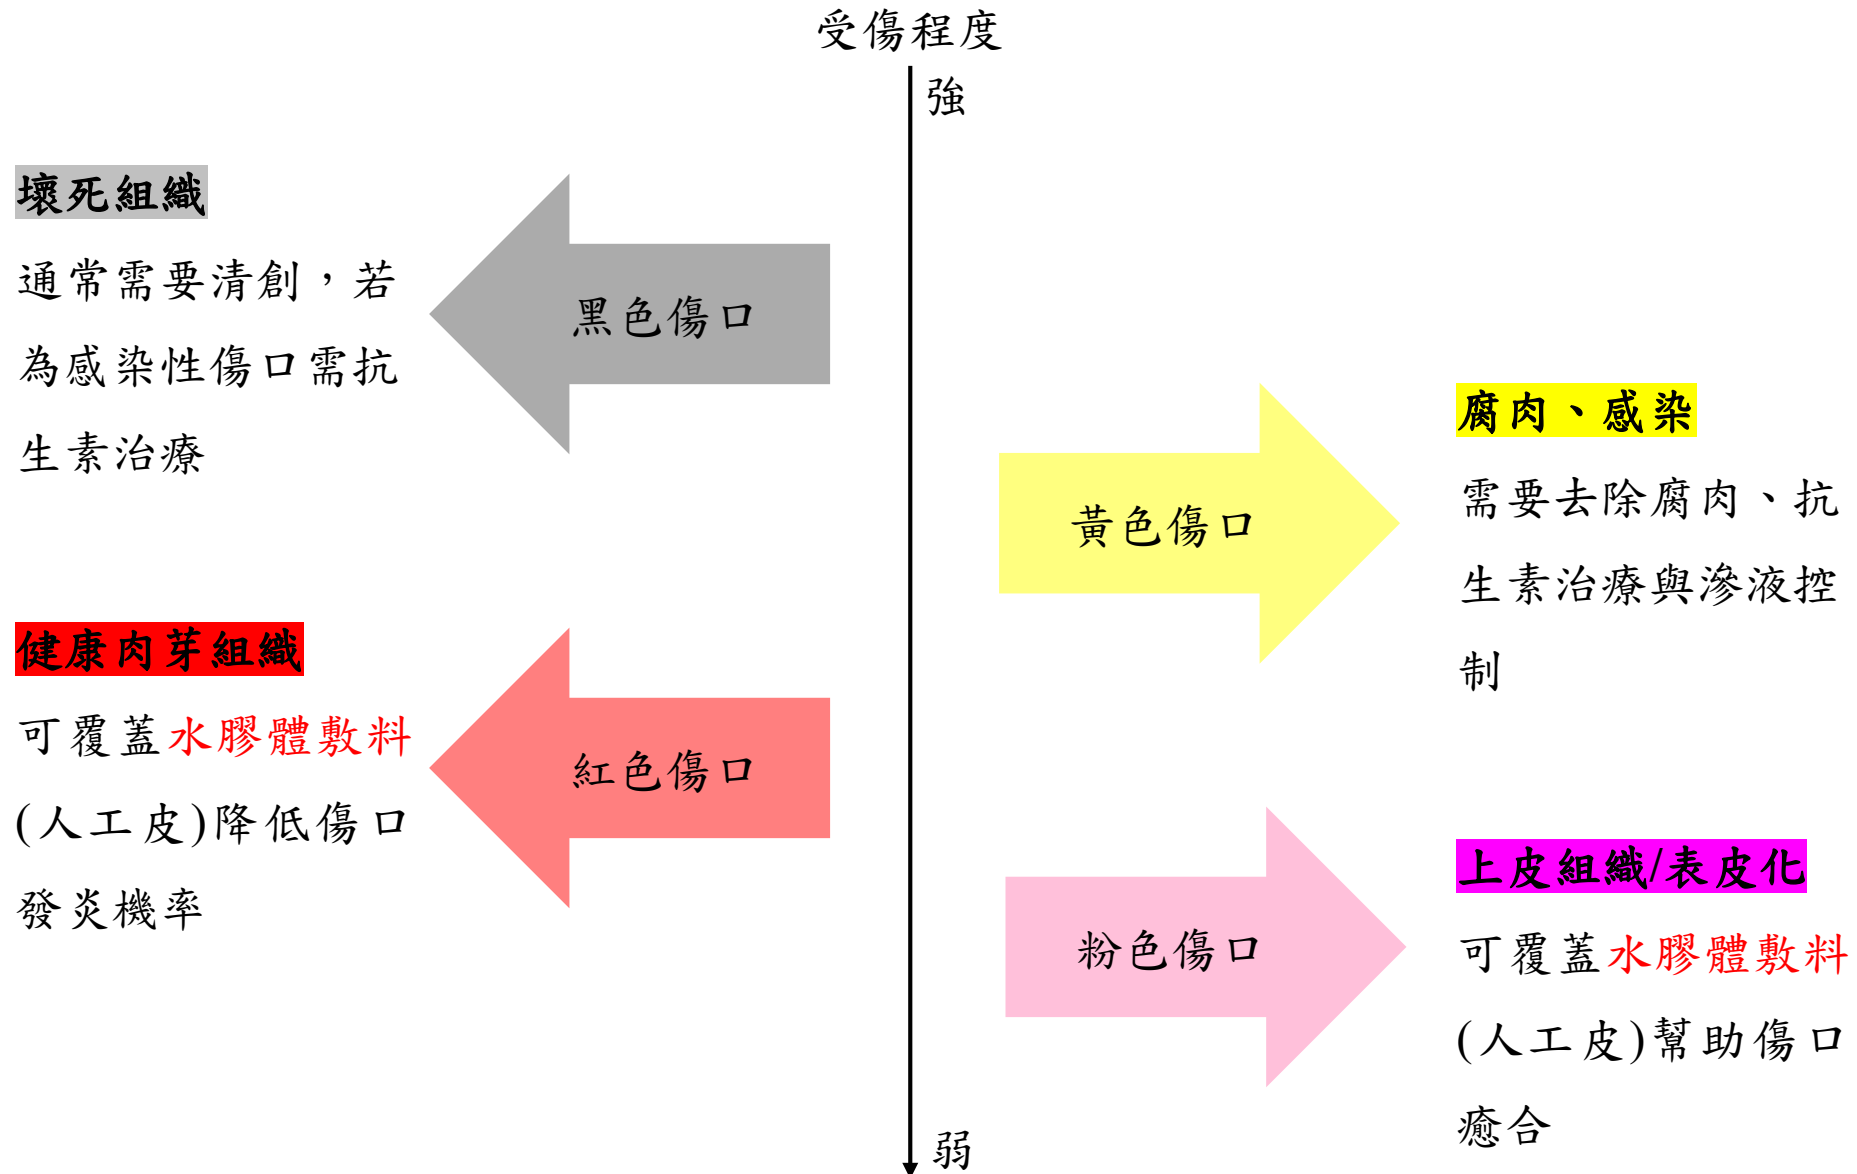 受傷程度
強
壞死組織
通常需要清創，若
為感染性傷口需抗
生素治療
黑色傷口
腐肉、感染
需要去除腐肉、抗
生素治療與滲液控
制
黃色傷口
健康肉芽組織
可覆蓋水膠體敷料
(人工皮)降低傷口
發炎機率
紅色傷口
上皮組織/表皮化
可覆蓋水膠體敷料
(人工皮)幫助傷口
癒合
粉色傷口
弱